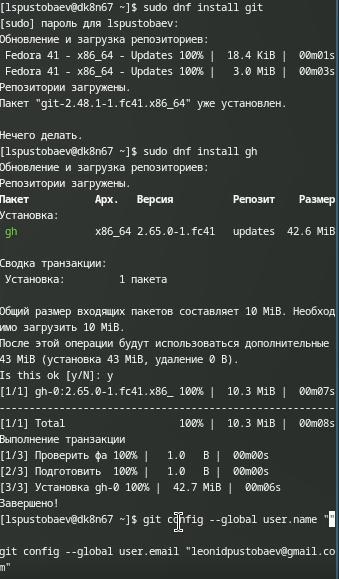 [lspustobaev@dk8n67 ~]$ sudo dnf install git
[sudo] пароль для lspustobaev:
Обновление и загрузка репозиториев:
Fedora 41 - x86_64 - Updates 100% | 18.4 KiB | 00m01s
Fedora 41 - x86_64 - Updates 100% | 3.0 MiB | 00m03s
Репозитории загружены.
Пакет "git-2.48.1-1.fc41.x86_64" уже установлен.
Нечего делать.
[lspustobaev@dk8n67 ~]$ sudo dnf install gh
Обновление и загрузка репозиториев:
Репозитории загружены.
Пакет Арх. Версия Репозит Размер
Установка:
gh x86_64 2.65.0-1.fc41 updates 42.6 MiB
Сводка транзакции:
Установка: 1 пакета
Общий размер входящих пакетов составляет 10 MiB. Необход
имо загрузить 10 MiB.
После этой операции будут использоваться дополнительные
43 MiB (установка 43 MiB, удаление 0 B).
Is this ok [y/N]: y
[1/1] gh-0:2.65.0-1.fc41.x86_ 100% | 10.3 MiB | 00m07s
--------------------------------------------------------
[1/1] Total 100% | 10.3 MiB | 00m08s
Выполнение транзакции
[1/3] Проверить фа 100% | 1.0 B | 00m00s
[2/3] Подготовить 100% | 1.0 B | 00m00s
[3/3] Установка gh-0 100% | 42.7 MiB | 00m06s
Завершено!
[lspustobaev@dk8n67 ~]$ git config --global user.name ""
git config --global user.email "leonidpustobaev@gmail.co
m"